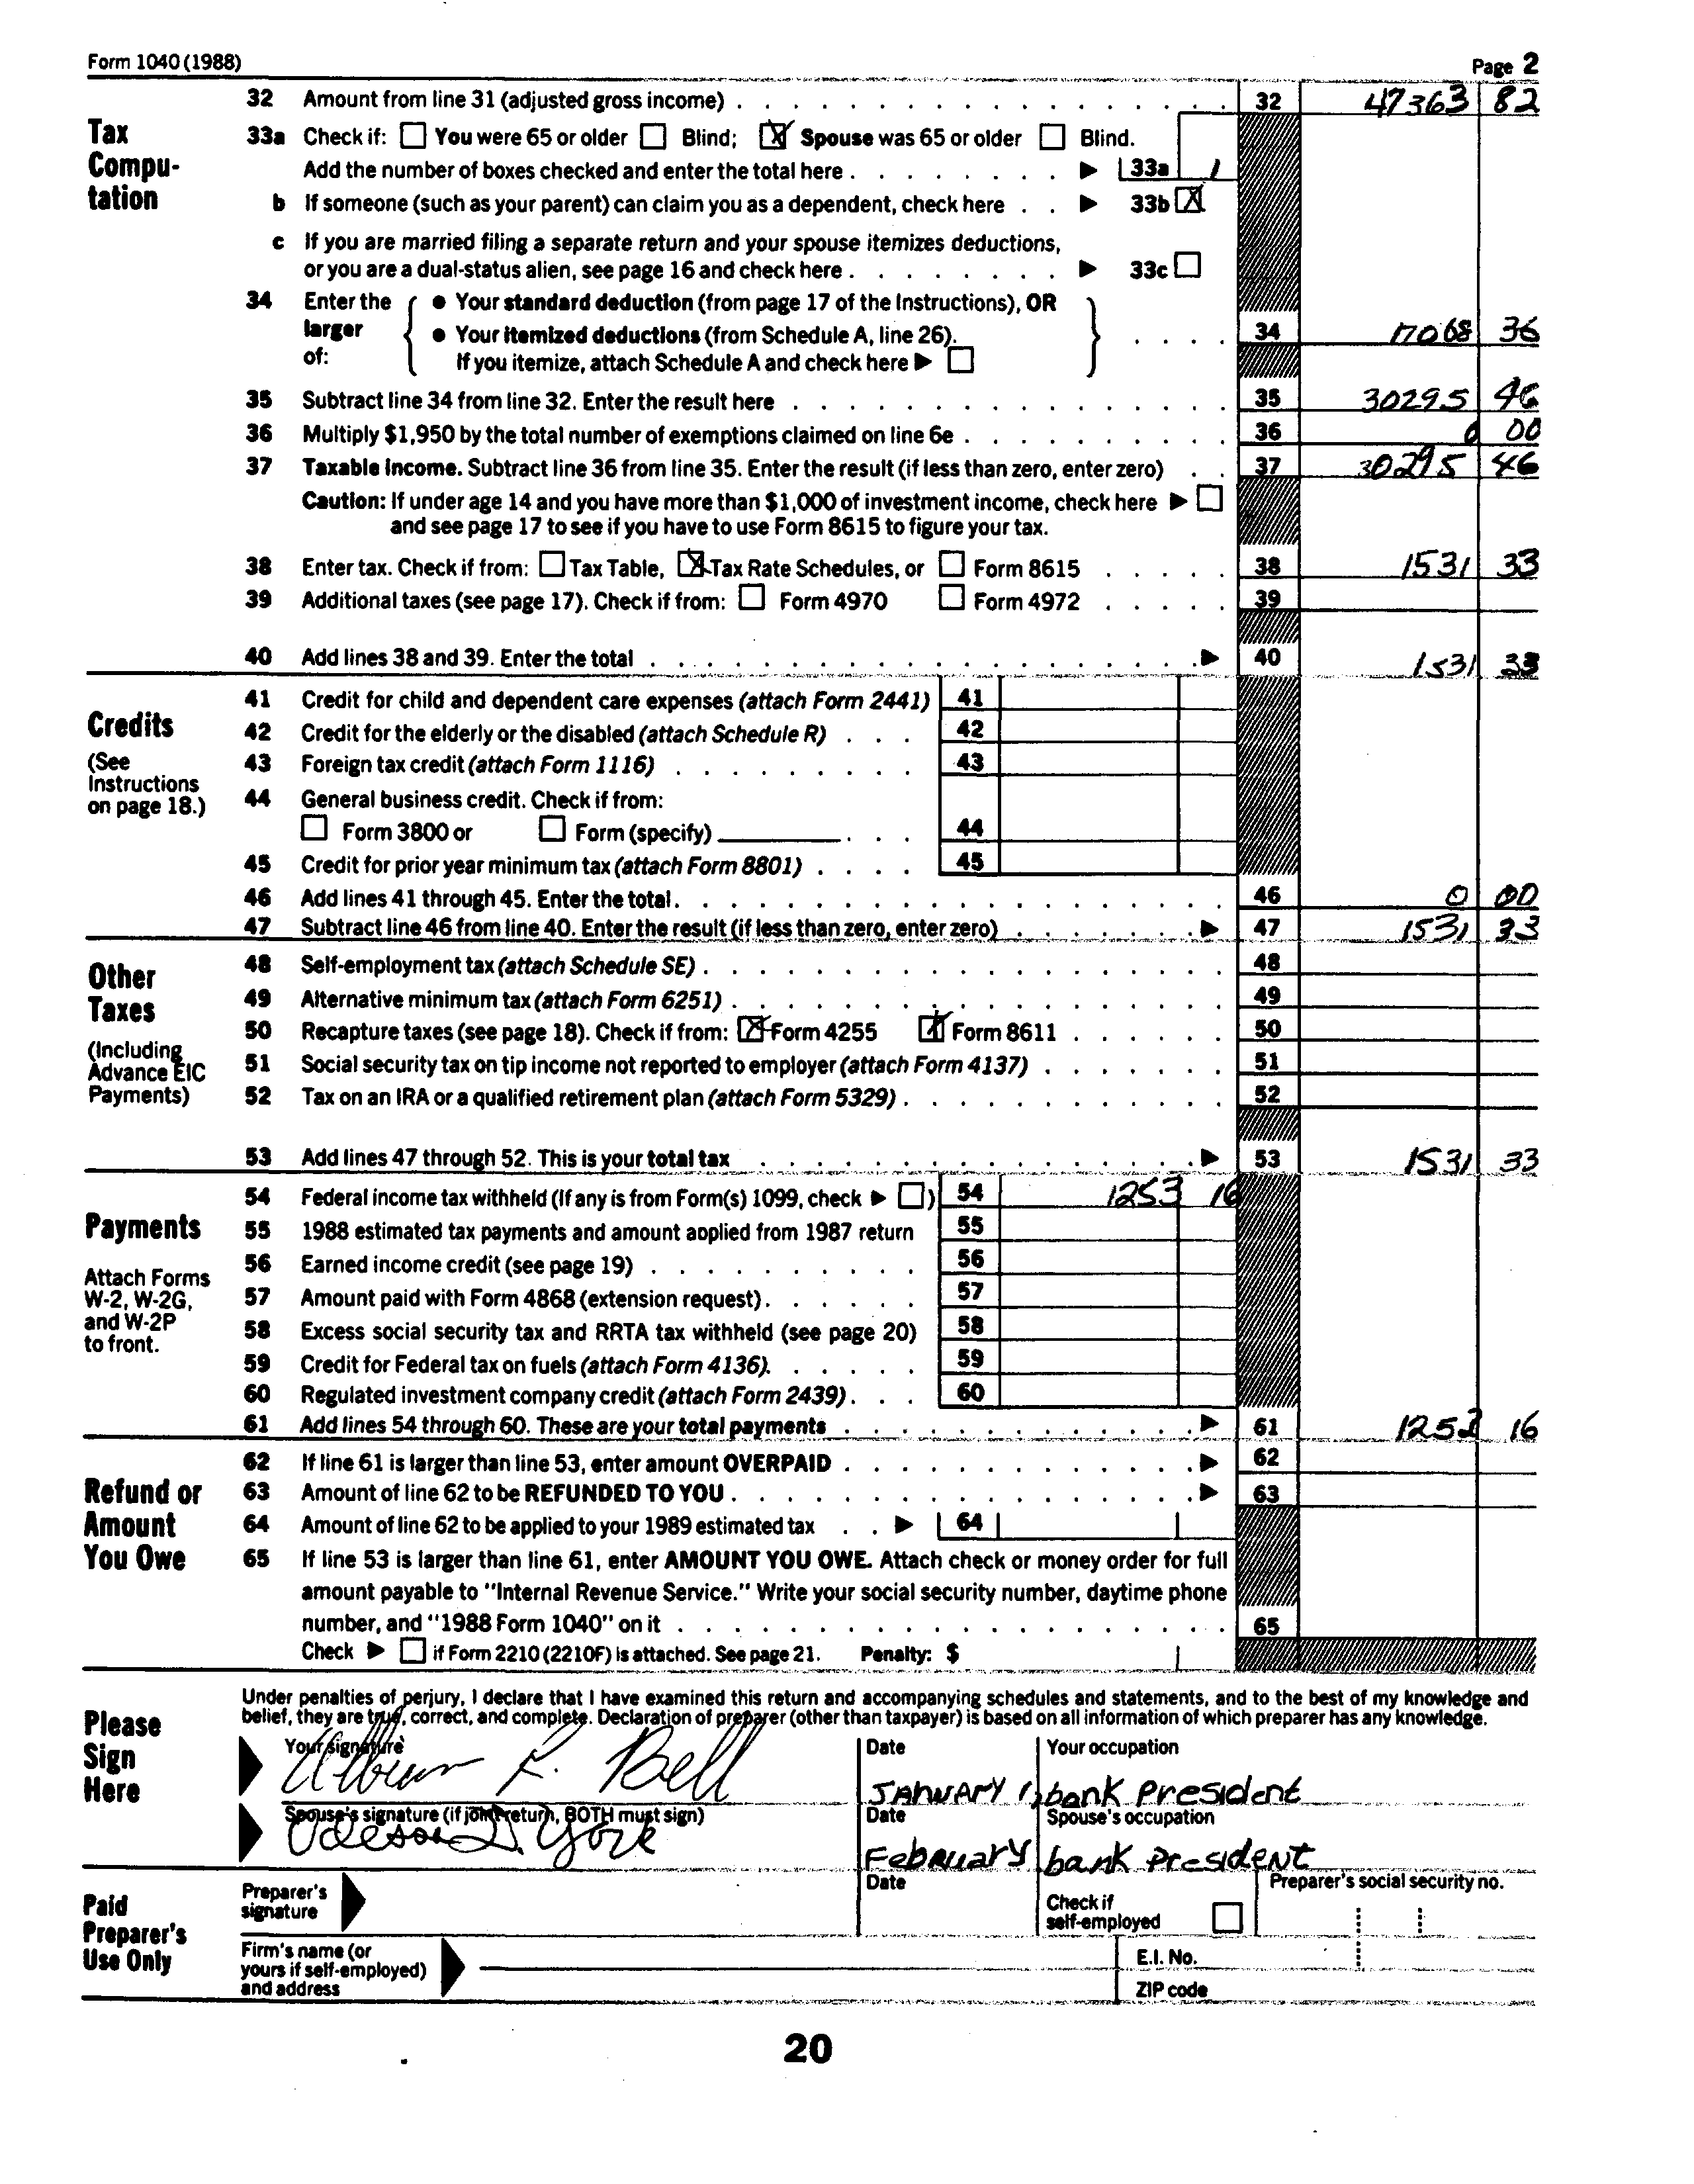 Form 1040 (1988) Page 2
Tax Computation
32 Amount from line 31 (adjusted gross income) 32 47363 82
33a Check if: You were 65 or older Blind; Spouse was 65 or older Blind.
Add the number of boxes checked and enter the total here 33a 1
b If someone (such as your parent) can claim you as a dependent, check here 33b
c If you are married filing a separate return and your spouse itemizes deductions,
or you are a dual-status alien, see page 16 and check here 33c
34 Enter the larger of:
• Your standard deduction (from page 17 of the Instructions), OR
• Your itemized deductions (from Schedule A, line 26). 34 17068 36
If you itemize, attach Schedule A and check here
35 Subtract line 34 from line 32. Enter the result here 35 30295 46
36 Multiply $1,950 by the total number of exemptions claimed on line 6e 36 0 00
37 Taxable income. Subtract line 36 from line 35. Enter the result (if less than zero, enter zero) 37 30295 46
Caution: If under age 14 and you have more than $1,000 of investment income, check here
and see page 17 to see if you have to use Form 8615 to figure your tax.
38 Enter tax. Check if from: Tax Table, Tax Rate Schedules, or Form 8615 38 1531 33
39 Additional taxes (see page 17). Check if from: Form 4970 Form 4972 39
40 Add lines 38 and 39. Enter the total 40 1531 33
Credits
(See Instructions on page 18.)
41 Credit for child and dependent care expenses (attach Form 2441) 41
42 Credit for the elderly or the disabled (attach Schedule R) 42
43 Foreign tax credit (attach Form 1116) 43
44 General business credit. Check if from:
Form 3800 or Form (specify) 44
45 Credit for prior year minimum tax (attach Form 8801) 45
46 Add lines 41 through 45. Enter the total 46 0 00
47 Subtract line 46 from line 40. Enter the result (if less than zero, enter zero) 47 1531 33
Other Taxes
(Including Advance EIC Payments)
48 Self-employment tax (attach Schedule SE) 48
49 Alternative minimum tax (attach Form 6251) 49
50 Recapture taxes (see page 18). Check if from: Form 4255 Form 8611 50
51 Social security tax on tip income not reported to employer (attach Form 4137) 51
52 Tax on an IRA or a qualified retirement plan (attach Form 5329) 52
53 Add lines 47 through 52. This is your total tax 53 1531 33
Payments
Attach Forms W-2, W-2G, and W-2P to front.
54 Federal income tax withheld (If any is from Form(s) 1099, check ) 54 1253 16
55 1988 estimated tax payments and amount applied from 1987 return 55
56 Earned income credit (see page 19) 56
57 Amount paid with Form 4868 (extension request) 57
58 Excess social security tax and RRTA tax withheld (see page 20) 58
59 Credit for Federal tax on fuels (attach Form 4136) 59
60 Regulated investment company credit (attach Form 2439) 60
61 Add lines 54 through 60. These are your total payments 61 1253 16
Refund or Amount You Owe
62 If line 61 is larger than line 53, enter amount OVERPAID 62
63 Amount of line 62 to be REFUNDED TO YOU 63
64 Amount of line 62 to be applied to your 1989 estimated tax 64
65 If line 53 is larger than line 61, enter AMOUNT YOU OWE. Attach check or money order for full
amount payable to "Internal Revenue Service." Write your social security number, daytime phone
number, and "1988 Form 1040" on it 65
Check if Form 2210 (2210F) is attached. See page 21. Penalty: $
Please Sign Here
Under penalties of perjury, I declare that I have examined this return and accompanying schedules and statements, and to the best of my knowledge and
belief, they are true, correct, and complete. Declaration of preparer (other than taxpayer) is based on all information of which preparer has any knowledge.
Your signature Date Your occupation
R. Bell January 1, bank President
Spouse's signature (if joint return, BOTH must sign) Date Spouse's occupation
Odessa D. York February bank President
Paid Preparer's Use Only
Preparer's signature Date Check if self-employed Preparer's social security no.
Firm's name (or yours if self-employed) and address E.I. No.
ZIP code
20